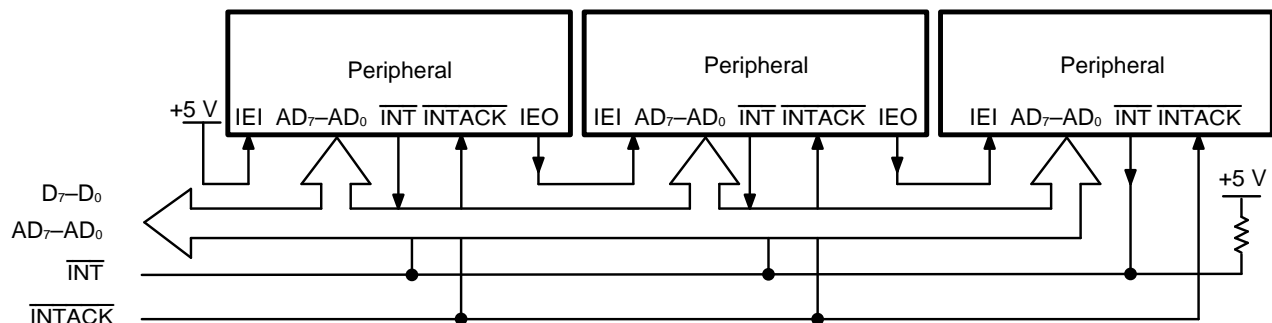 Peripheral Peripheral Peripheral
+5 V IEI AD₇–AD₀ INT INTACK IEO IEI AD₇–AD₀ INT INTACK IEO IEI AD₇–AD₀ INT INTACK
+5 V
D₇–D₀
AD₇–AD₀
INT
INTACK